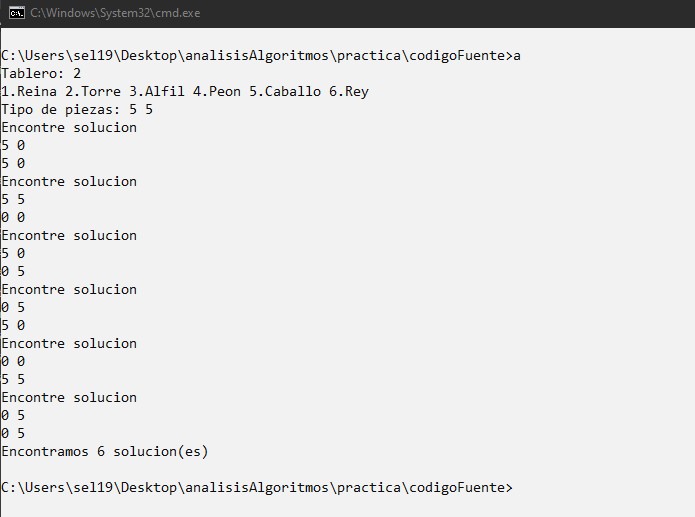 C:\Windows\System32\cmd.exe
C:\Users\sel19\Desktop\analisisAlgoritmos\practica\codigoFuente>a
Tablero: 2
1.Reina 2.Torre 3.Alfil 4.Peon 5.Caballo 6.Rey
Tipo de piezas: 5 5
Encontre solucion
5 0
5 0
Encontre solucion
5 5
0 0
Encontre solucion
5 0
0 5
Encontre solucion
0 5
5 0
Encontre solucion
0 0
5 5
Encontre solucion
0 5
0 5
Encontramos 6 solucion(es)
C:\Users\sel19\Desktop\analisisAlgoritmos\practica\codigoFuente>